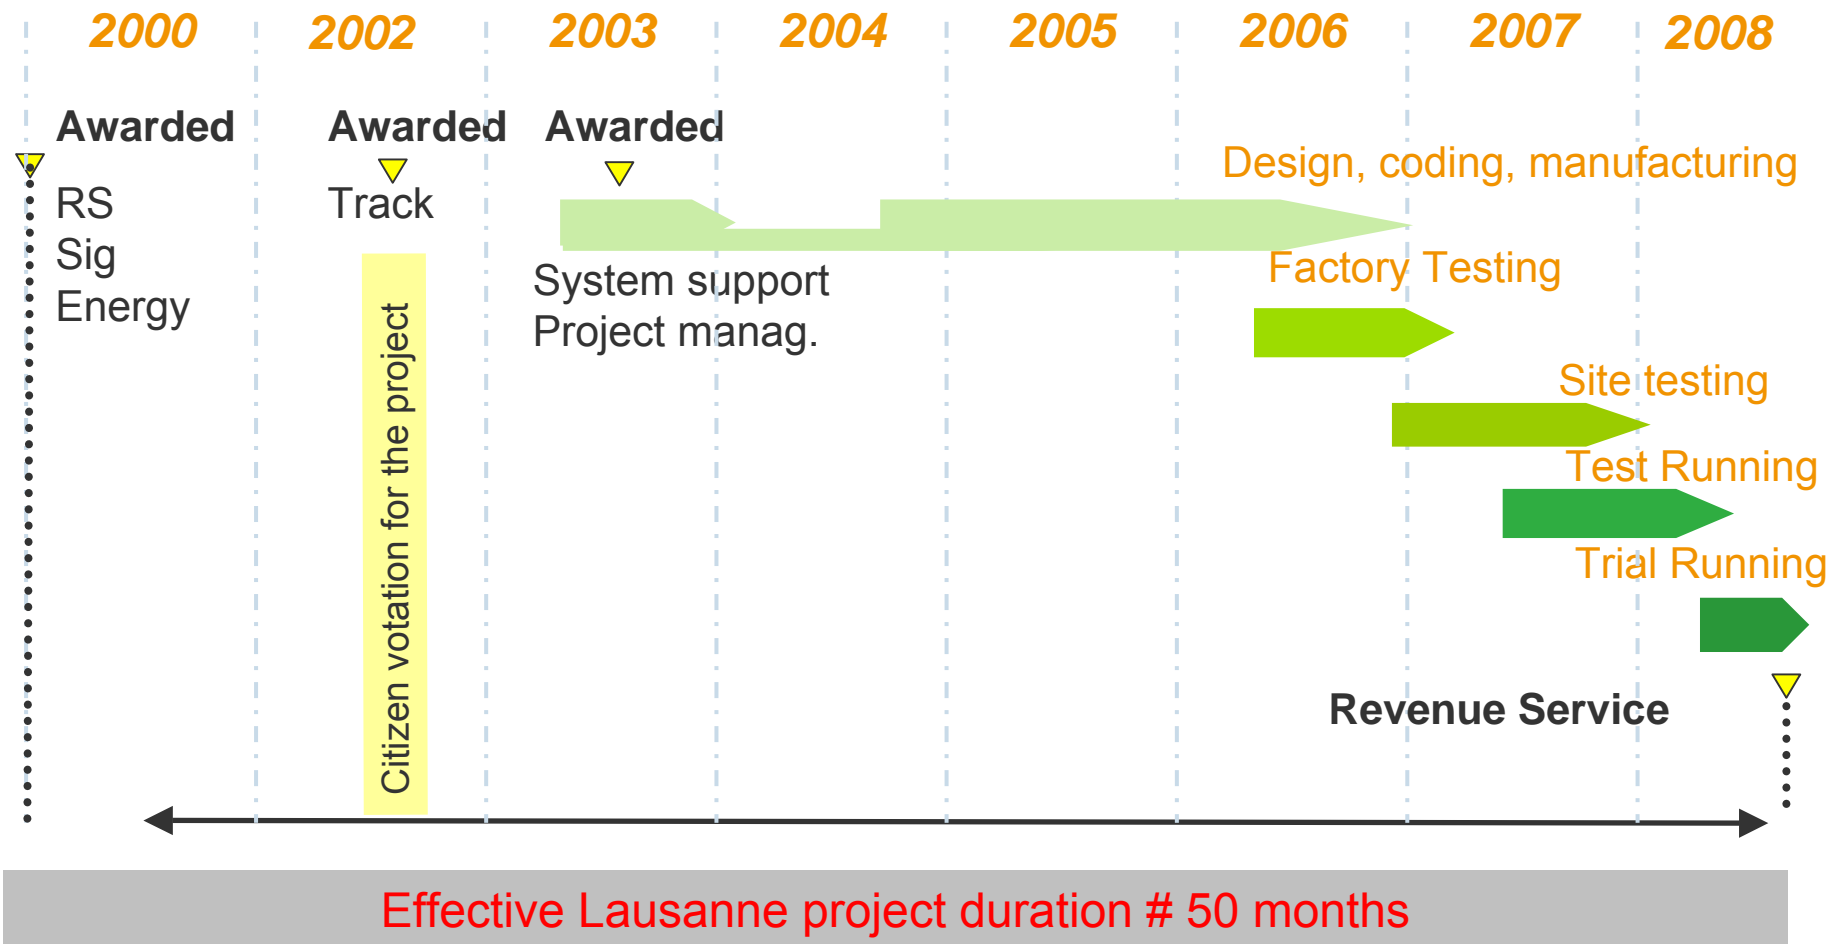 2000 2002 2003 2004 2005 2006 2007 2008
Awarded Awarded Awarded
Design, coding, manufacturing
RS
Sig
Energy
Track
Citizen votation for the project
System support
Project manag.
Factory Testing
Site testing
Test Running
Trial Running
Revenue Service
Effective Lausanne project duration # 50 months